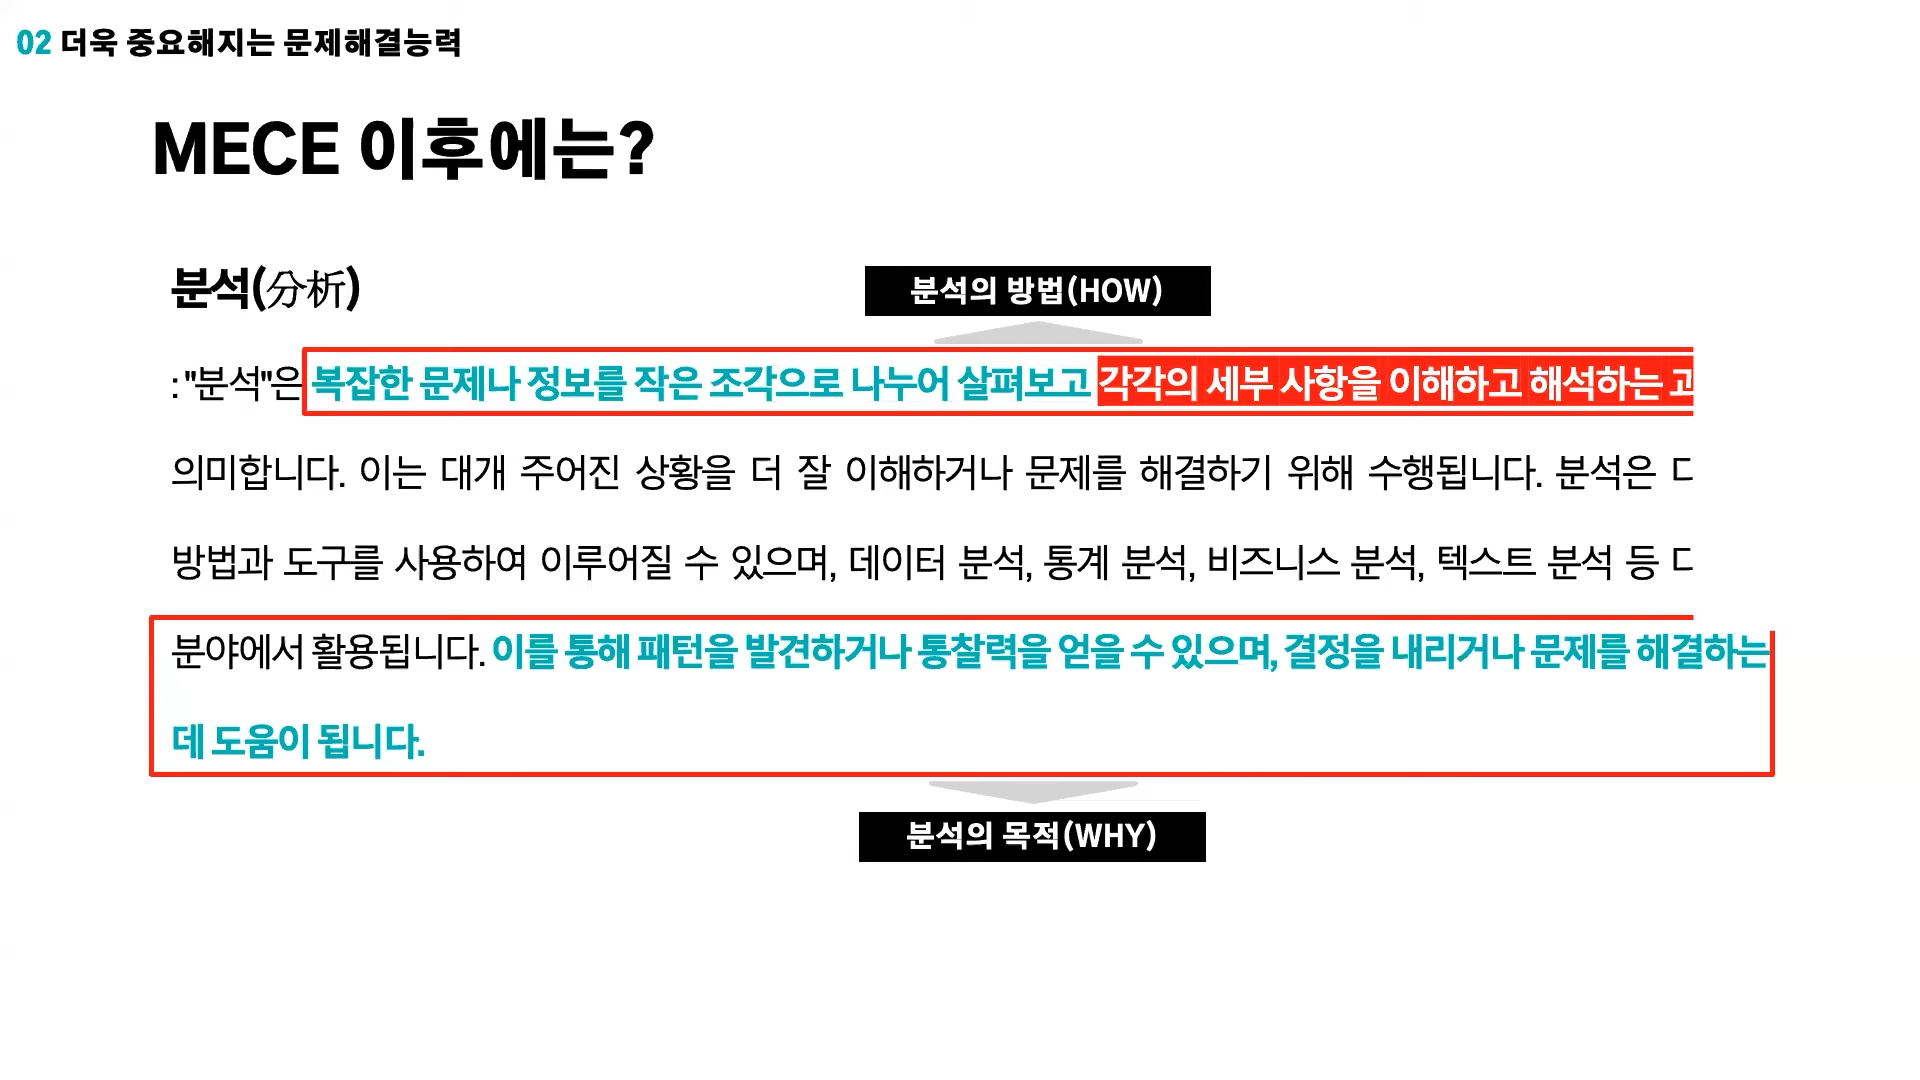 02 더욱 중요해지는 문제해결능력
MECE 이후에는?
분석(分析)
분석의 방법(HOW)
: "분석"은 복잡한 문제나 정보를 작은 조각으로 나누어 살펴보고 각각의 세부 사항을 이해하고 해석하는
의미합니다. 이는 대개 주어진 상황을 더 잘 이해하거나 문제를 해결하기 위해 수행됩니다. 분석은
방법과 도구를 사용하여 이루어질 수 있으며, 데이터 분석, 통계 분석, 비즈니스 분석, 텍스트 분석 등
분야에서 활용됩니다. 이를 통해 패턴을 발견하거나 통찰력을 얻을 수 있으며, 결정을 내리거나 문제를 해결하는
데 도움이 됩니다.
분석의 목적(WHY)